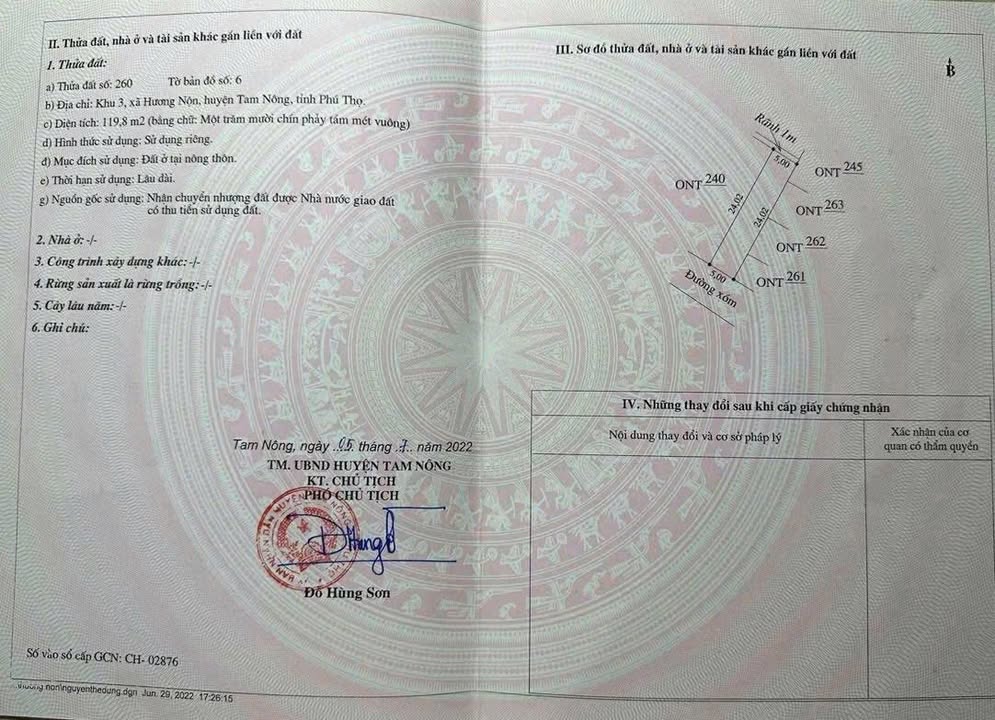 II. Thửa đất, nhà ở và tài sản khác gắn liền với đất
1. Thửa đất:
a) Thửa đất số: 260 Tờ bản đồ số: 6
b) Địa chỉ: Khu 3, xã Hương Nộn, huyện Tam Nông, tỉnh Phú Thọ.
c) Diện tích: 119,8 m2 (bằng chữ: Một trăm mười chín phảy tám mét vuông)
d) Hình thức sử dụng: Sử dụng riêng.
đ) Mục đích sử dụng: Đất ở tại nông thôn.
e) Thời hạn sử dụng: Lâu dài.
g) Nguồn gốc sử dụng: Nhận chuyển nhượng đất được Nhà nước giao đất
có thu tiền sử dụng đất.
2. Nhà ở: -/-
3. Công trình xây dựng khác: -/-
4. Rừng sản xuất là rừng trồng: -/-
5. Cây lâu năm: -/-
6. Ghi chú:
Tam Nông, ngày 05 tháng 7 năm 2022
TM. UBND HUYỆN TAM NÔNG
KT. CHỦ TỊCH
PHÓ CHỦ TỊCH
Đỗ Hùng Sơn
Số vào sổ cấp GCN: CH- 02876
non\nguyenthedung.dgn Jun. 29, 2022 17:26:15
III. Sơ đồ thửa đất, nhà ở và tài sản khác gắn liền với đất
B
Rãnh 1m
5,00
ONT 245
ONT 240
24,02
24,02
ONT 263
ONT 262
5,00
ONT 261
Đường xóm
IV. Những thay đổi sau khi cấp giấy chứng nhận
Nội dung thay đổi và cơ sở pháp lý
Xác nhận của cơ
quan có thẩm quyền